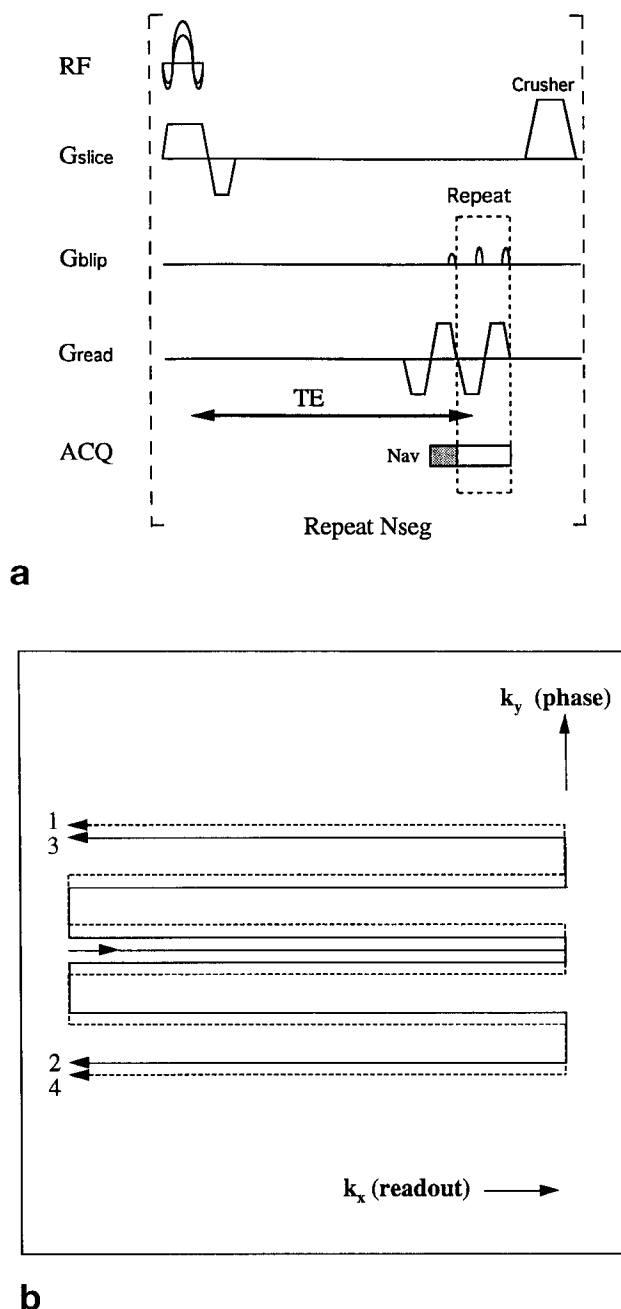 RF
Crusher
Gslice
Repeat
Gblip
Gread
TE
ACQ
Nav
Repeat Nseg
a
ky (phase)
1
3
2
4
kx (readout)
b